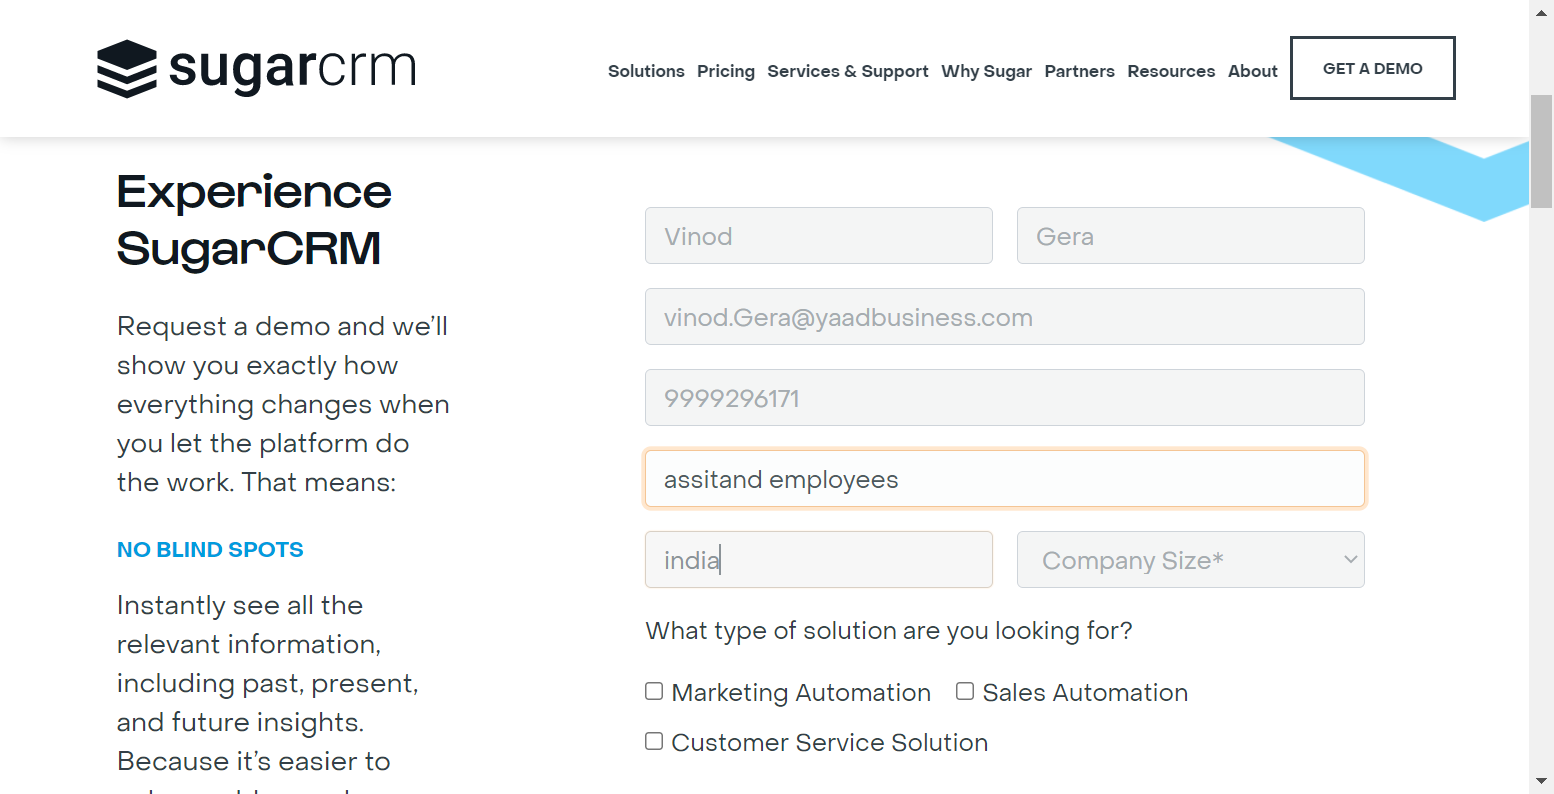 sugarcrm
Solutions Pricing Services & Support Why Sugar Partners Resources About GET A DEMO
Experience
SugarCRM
Request a demo and we’ll
show you exactly how
everything changes when
you let the platform do
the work. That means:
NO BLIND SPOTS
Instantly see all the
relevant information,
including past, present,
and future insights.
Because it’s easier to
Vinod Gera
vinod.Gera@yaadbusiness.com
9999296171
assitand employees
india Company Size*
What type of solution are you looking for?
Marketing Automation Sales Automation
Customer Service Solution